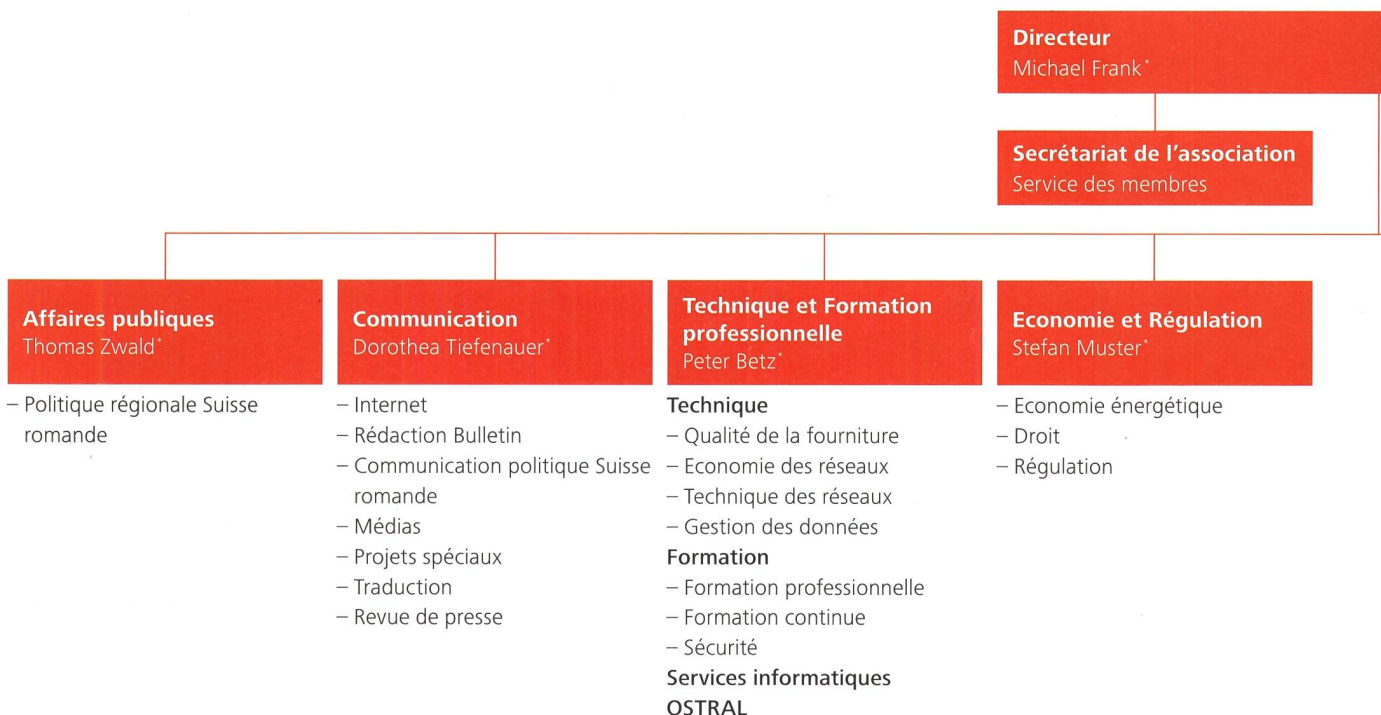 Directeur
Michael Frank*
Secrétariat de l'association
Service des membres
Affaires publiques
Thomas Zwald*
– Politique régionale Suisse
romande
Communication
Dorothea Tiefenauer*
– Internet
– Rédaction Bulletin
– Communication politique Suisse
romande
– Médias
– Projets spéciaux
– Traduction
– Revue de presse
Technique et Formation
professionnelle
Peter Betz*
Technique
– Qualité de la fourniture
– Economie des réseaux
– Technique des réseaux
– Gestion des données
Formation
– Formation professionnelle
– Formation continue
– Sécurité
Services informatiques
OSTRAL
Economie et Régulation
Stefan Muster*
– Economie énergétique
– Droit
– Régulation